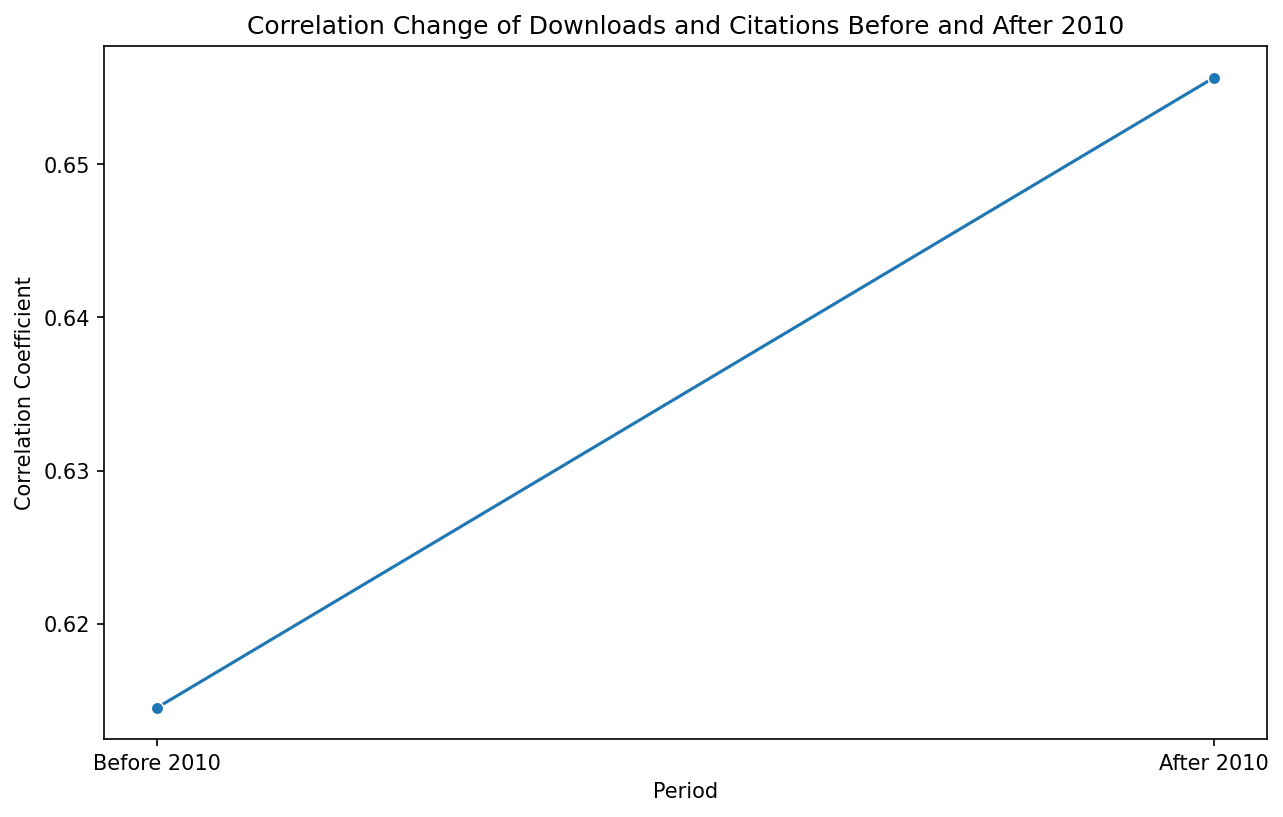 Correlation Change of Downloads and Citations Before and After 2010
Correlation Coefficient
0.65
0.64
0.63
0.62
Before 2010
After 2010
Period